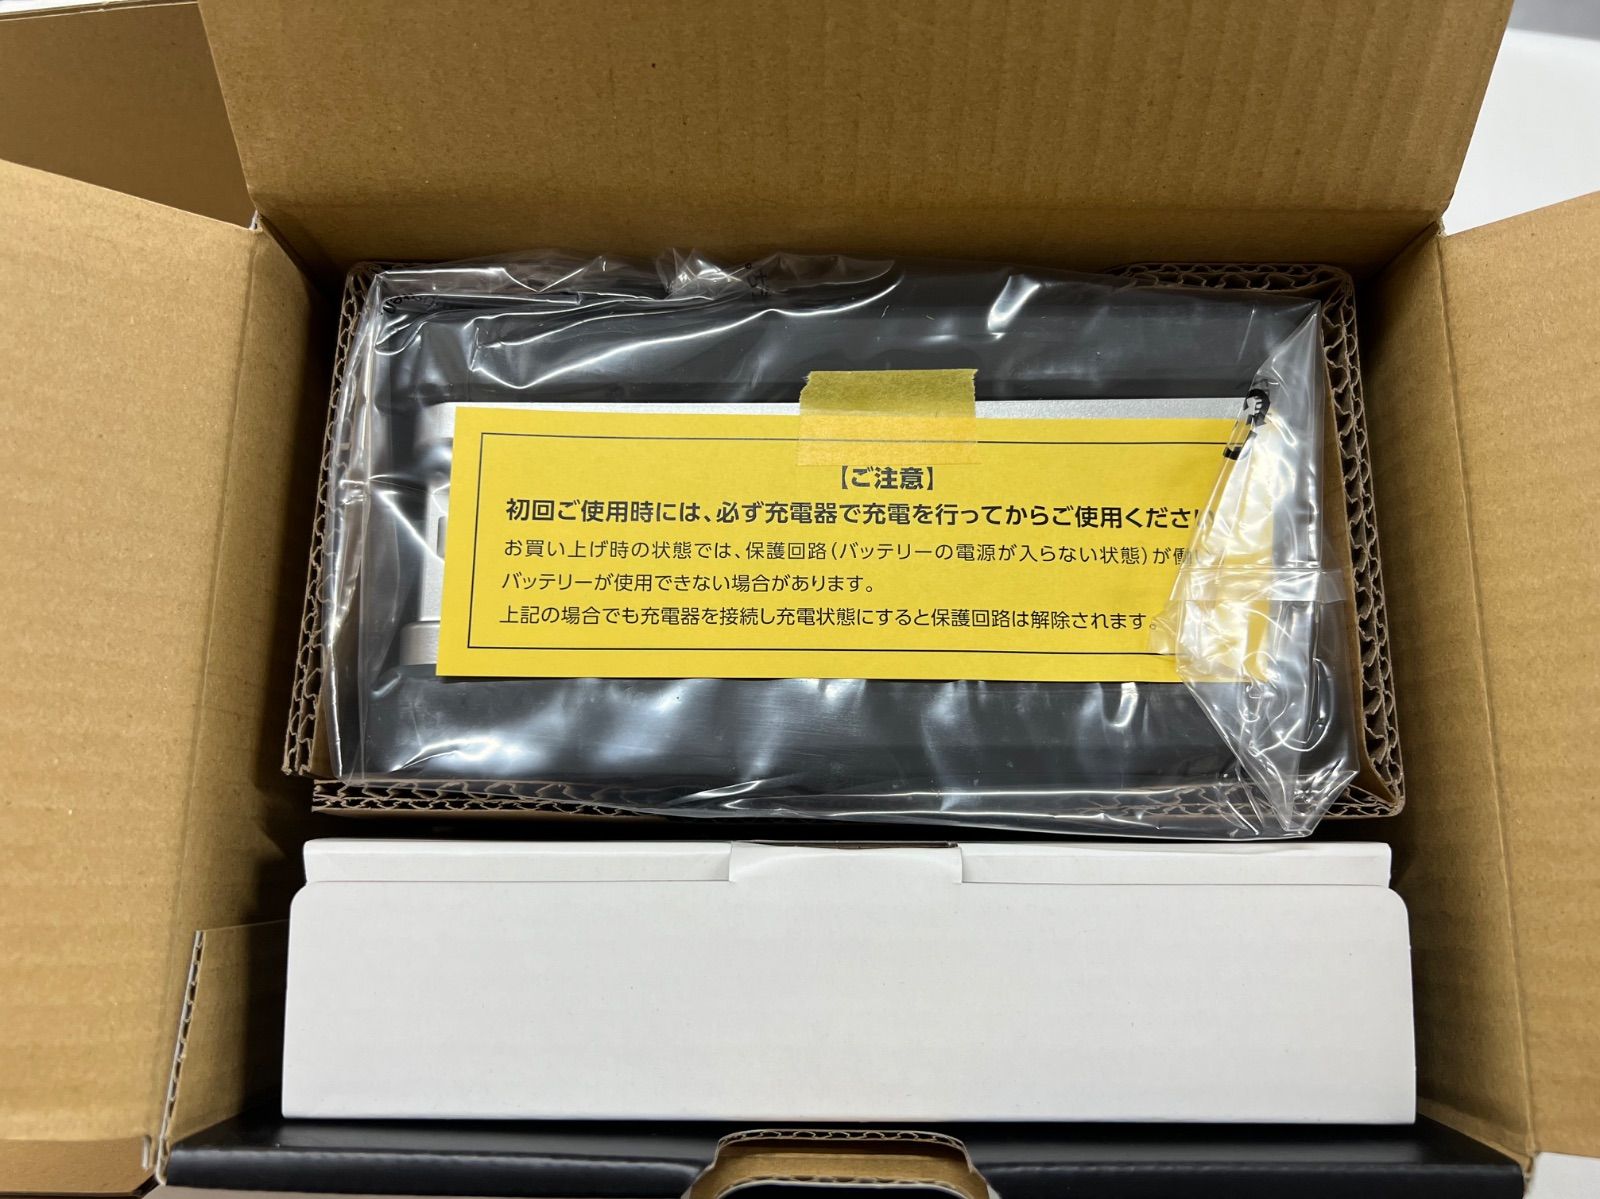 【ご注意】
初回ご使用時には、必ず充電器で充電を行ってからご使用ください
お買い上げ時の状態では、保護回路(バッテリーの電源が入らない状態)が働い
バッテリーが使用できない場合があります。
上記の場合でも充電器を接続し充電状態にすると保護回路は解除されます。